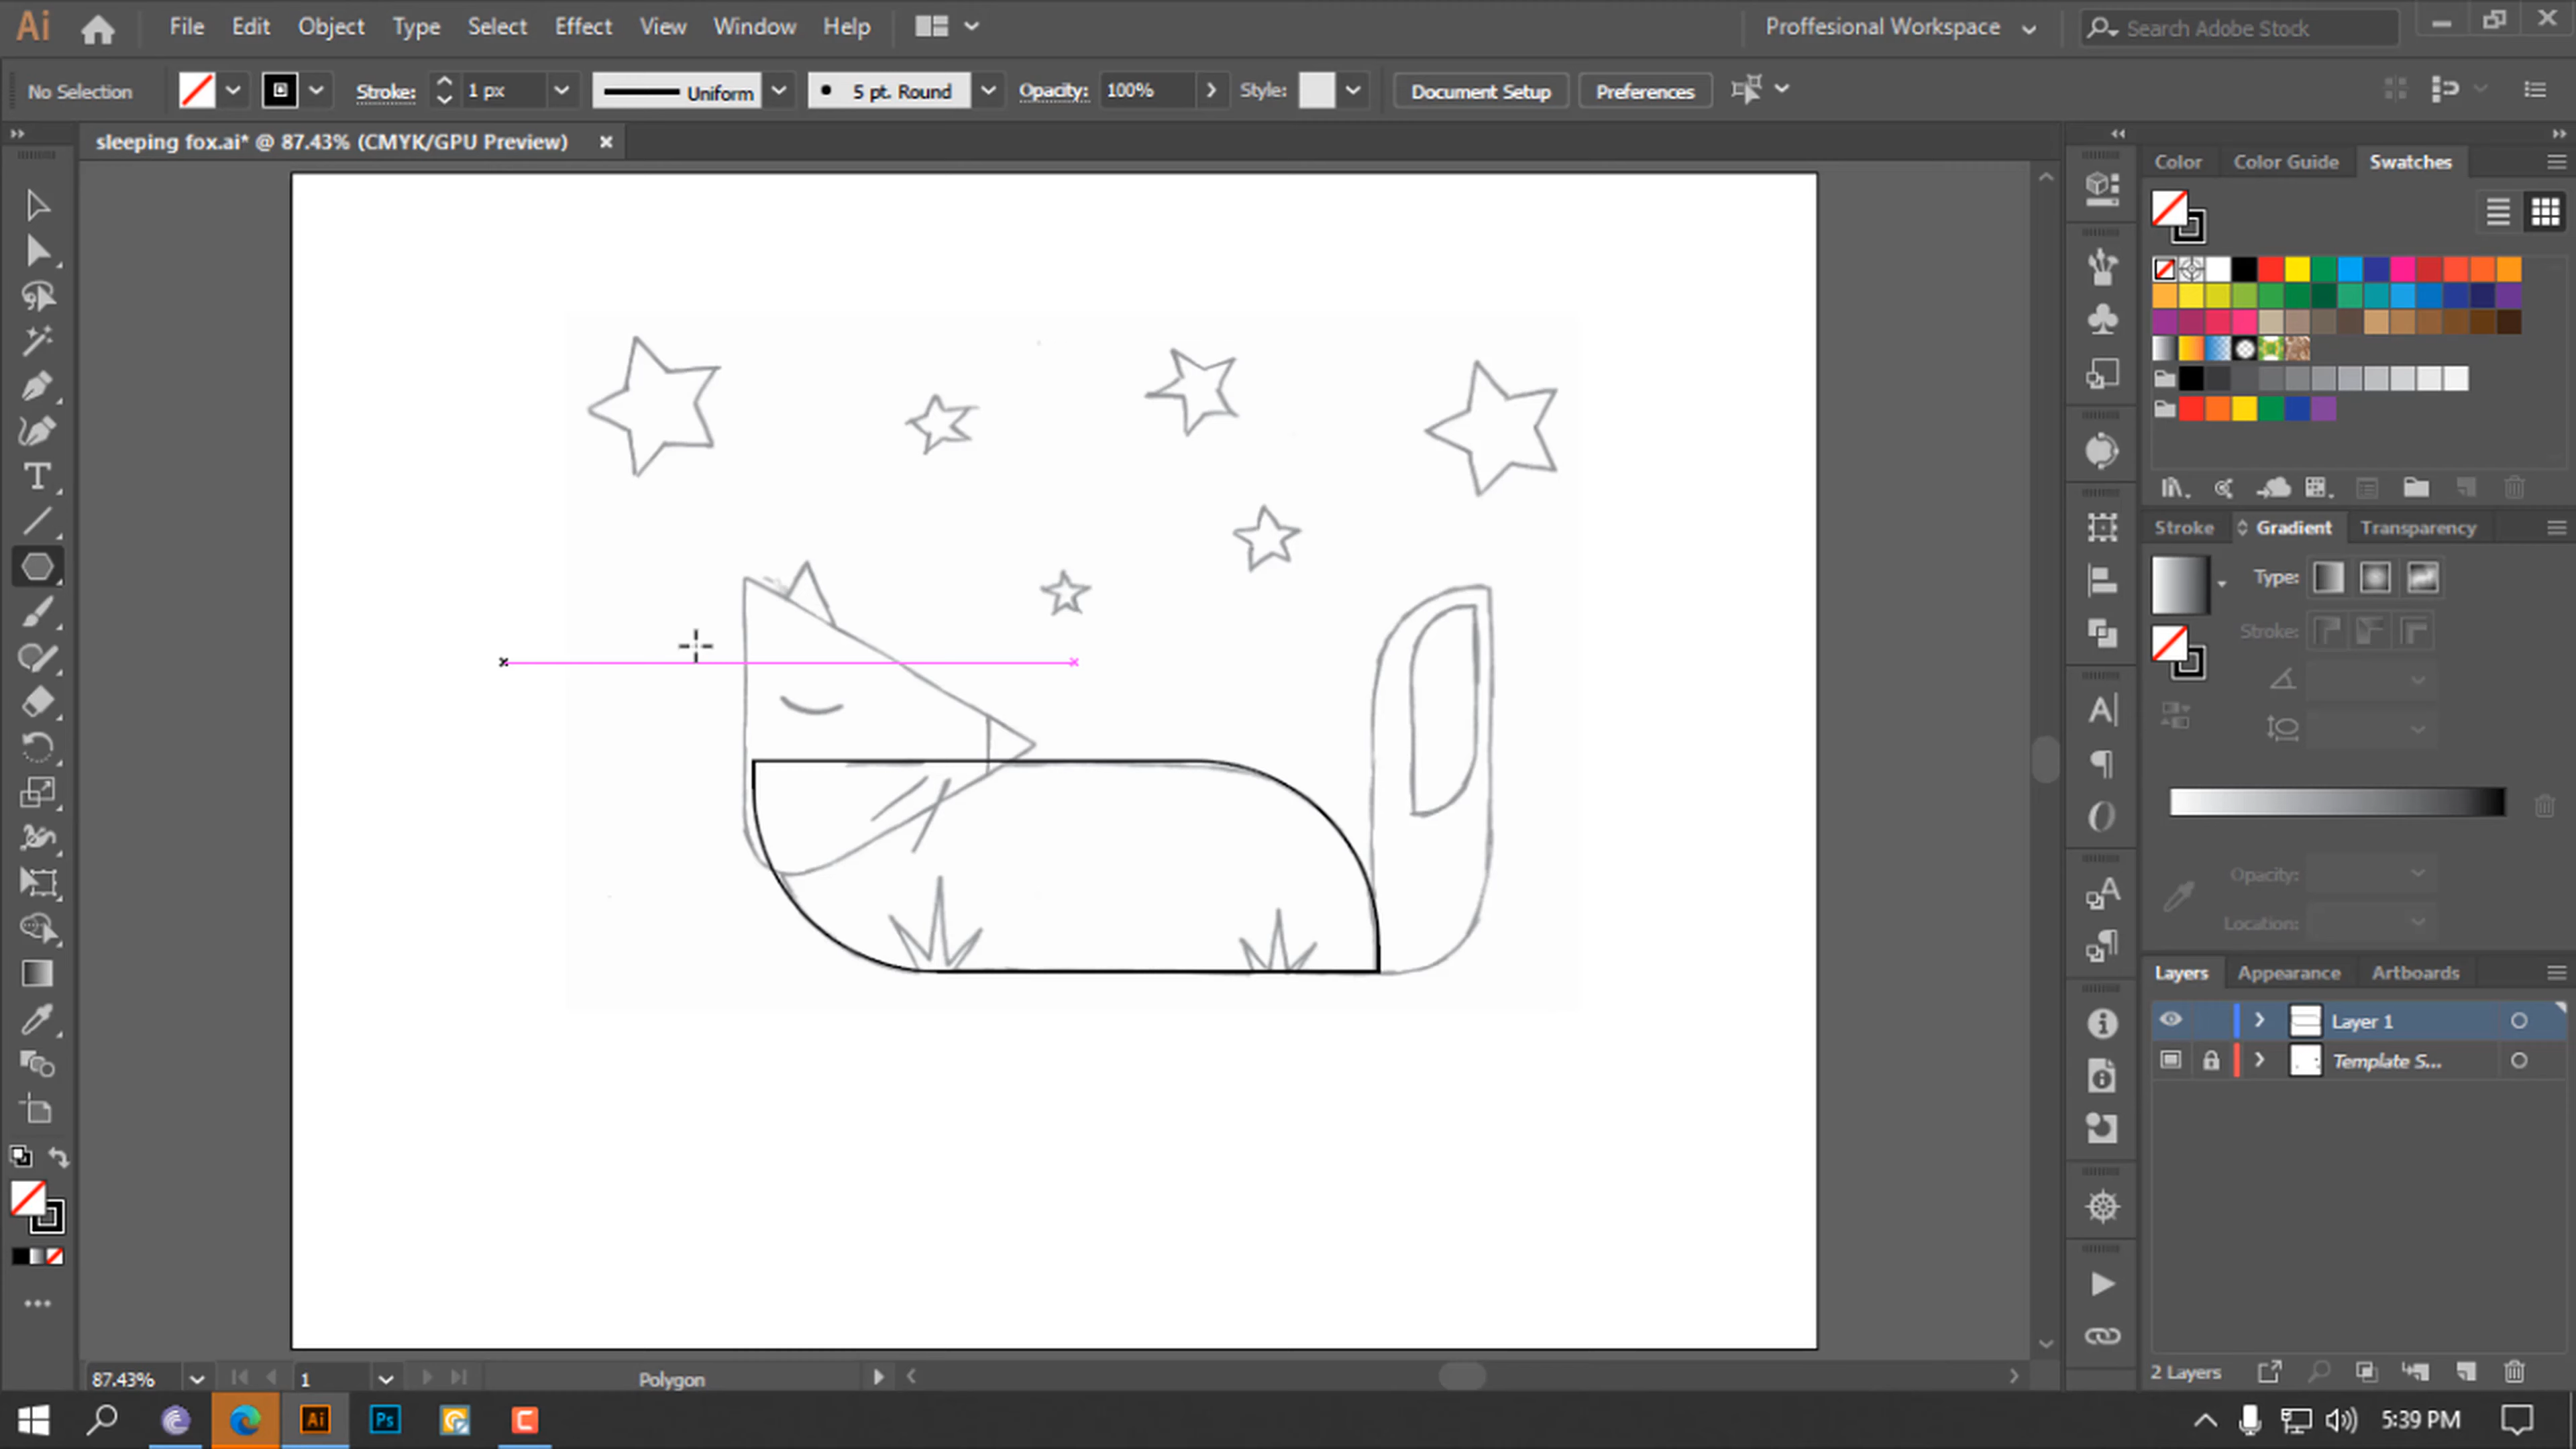 Ai File Edit Object Type Select Effect View Window Help Proffesional Workspace Search Adobe Stock
No Selection Stroke: 1 px Uniform 5 pt. Round Opacity: 100% Style: Document Setup Preferences
sleeping fox.ai* @ 87.43% (CMYK/GPU Preview)
Color Color Guide Swatches
Stroke Gradient Transparency
Type:
Stroke:
Opacity:
Location:
Layers Appearance Artboards
Layer 1
Template S...
2 Layers
87.43% 1 Polygon
Ai Ps C 5:39 PM